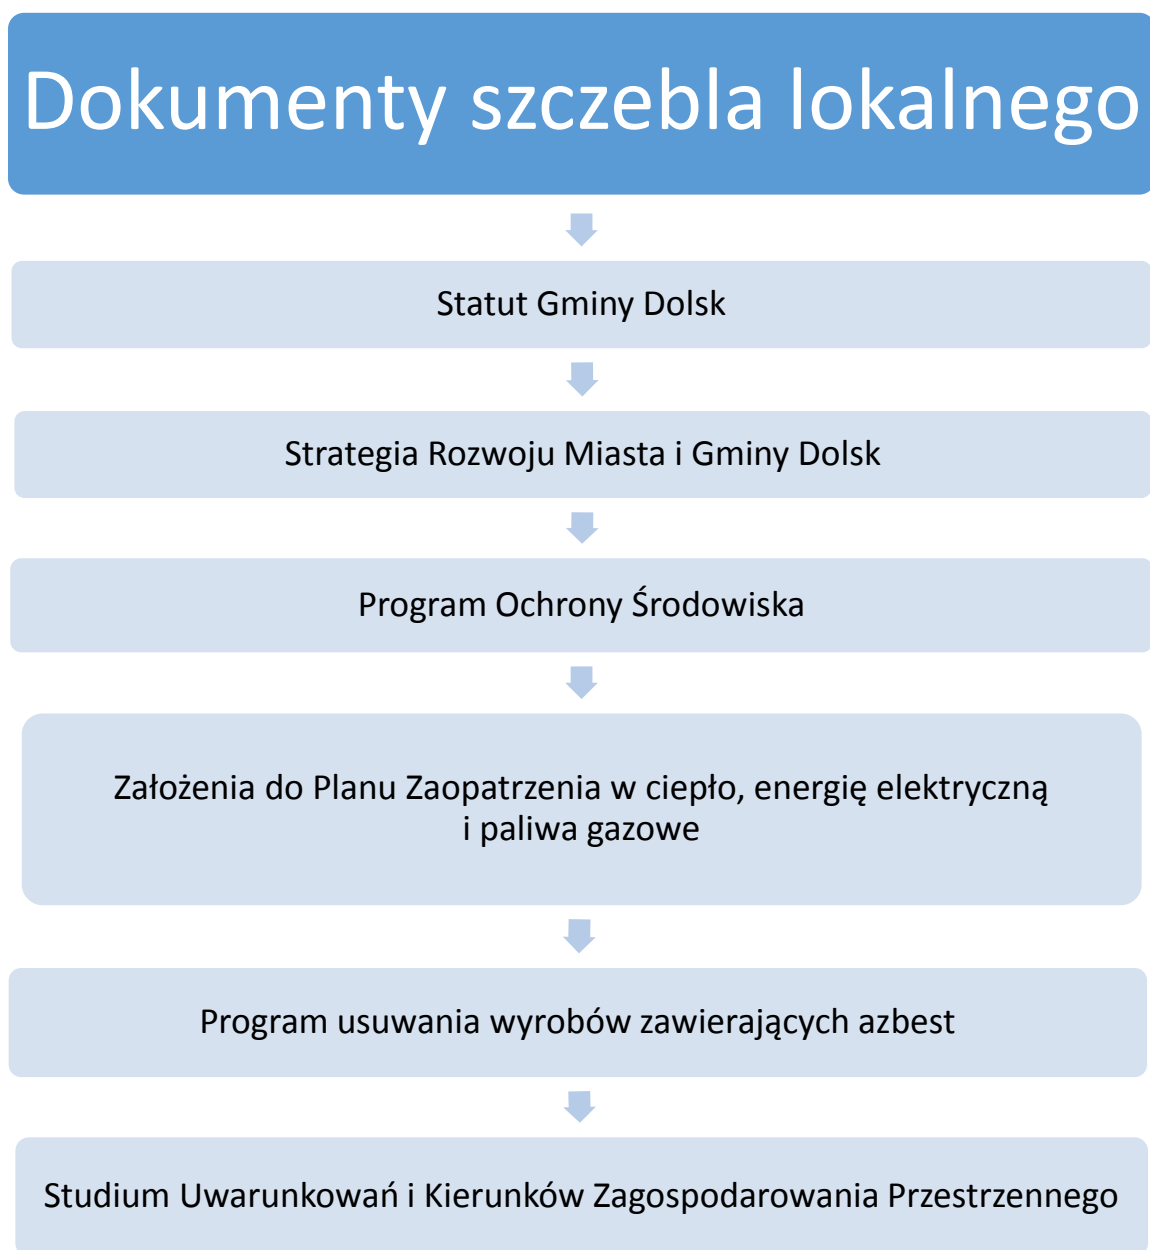 Dokumenty szczebla lokalnego
Statut Gminy Dolsk
Strategia Rozwoju Miasta i Gminy Dolsk
Program Ochrony Środowiska
Założenia do Planu Zaopatrzenia w ciepło, energię elektryczną
i paliwa gazowe
Program usuwania wyrobów zawierających azbest
Studium Uwarunkowań i Kierunków Zagospodarowania Przestrzennego